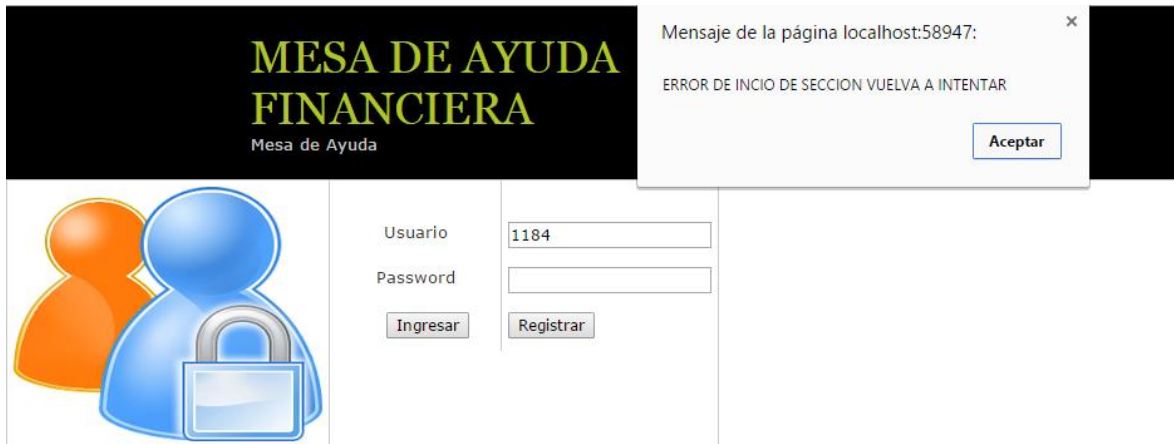 MESA DE AYUDA
FINANCIERA
Mesa de Ayuda
Mensaje de la página localhost:58947:
ERROR DE INCIO DE SECCION VUELVA A INTENTAR
Aceptar
Usuario 1184
Password
Ingresar Registrar